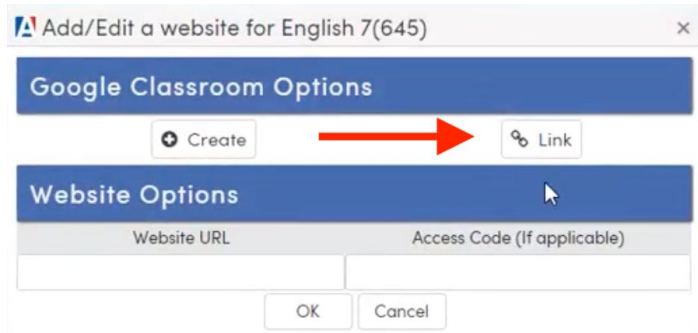 Add/Edit a website for English 7(645)
Google Classroom Options
Create
Link
Website Options
Website URL
Access Code (If applicable)
OK
Cancel